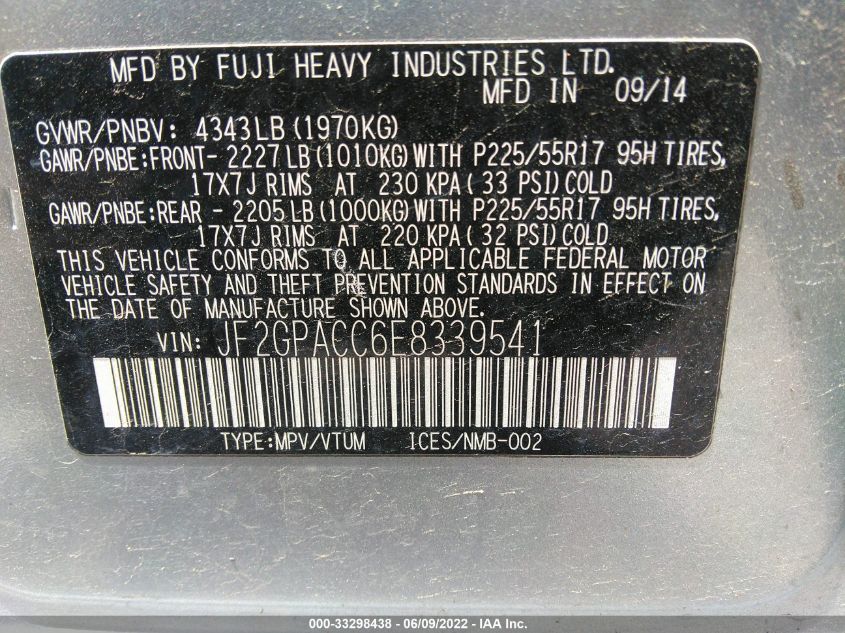 MFD BY FUJI HEAVY INDUSTRIES LTD.
MFD IN 09/14
GVWR/PNBV: 4343LB(1970KG)
GAWR/PNBE:FRONT- 2227LB(1010KG)WITH P225/55R17 95H TIRES,
17X7J RIMS AT 230 KPA(33 PSI)COLD
GAWR/PNBE:REAR - 2205LB(1000KG)WITH P225/55R17 95H TIRES,
17X7J RIMS AT 220 KPA(32 PSI)COLD
THIS VEHICLE CONFORMS TO ALL APPLICABLE FEDERAL MOTOR
VEHICLE SAFETY AND THEFT PREVENTION STANDARDS IN EFFECT ON
THE DATE OF MANUFACTURE SHOWN ABOVE.
VIN: JF2GPACC6E8339541
TYPE:MPV/VTUM ICES/NMB-002
000-33298438 - 06/09/2022 - IAA Inc.